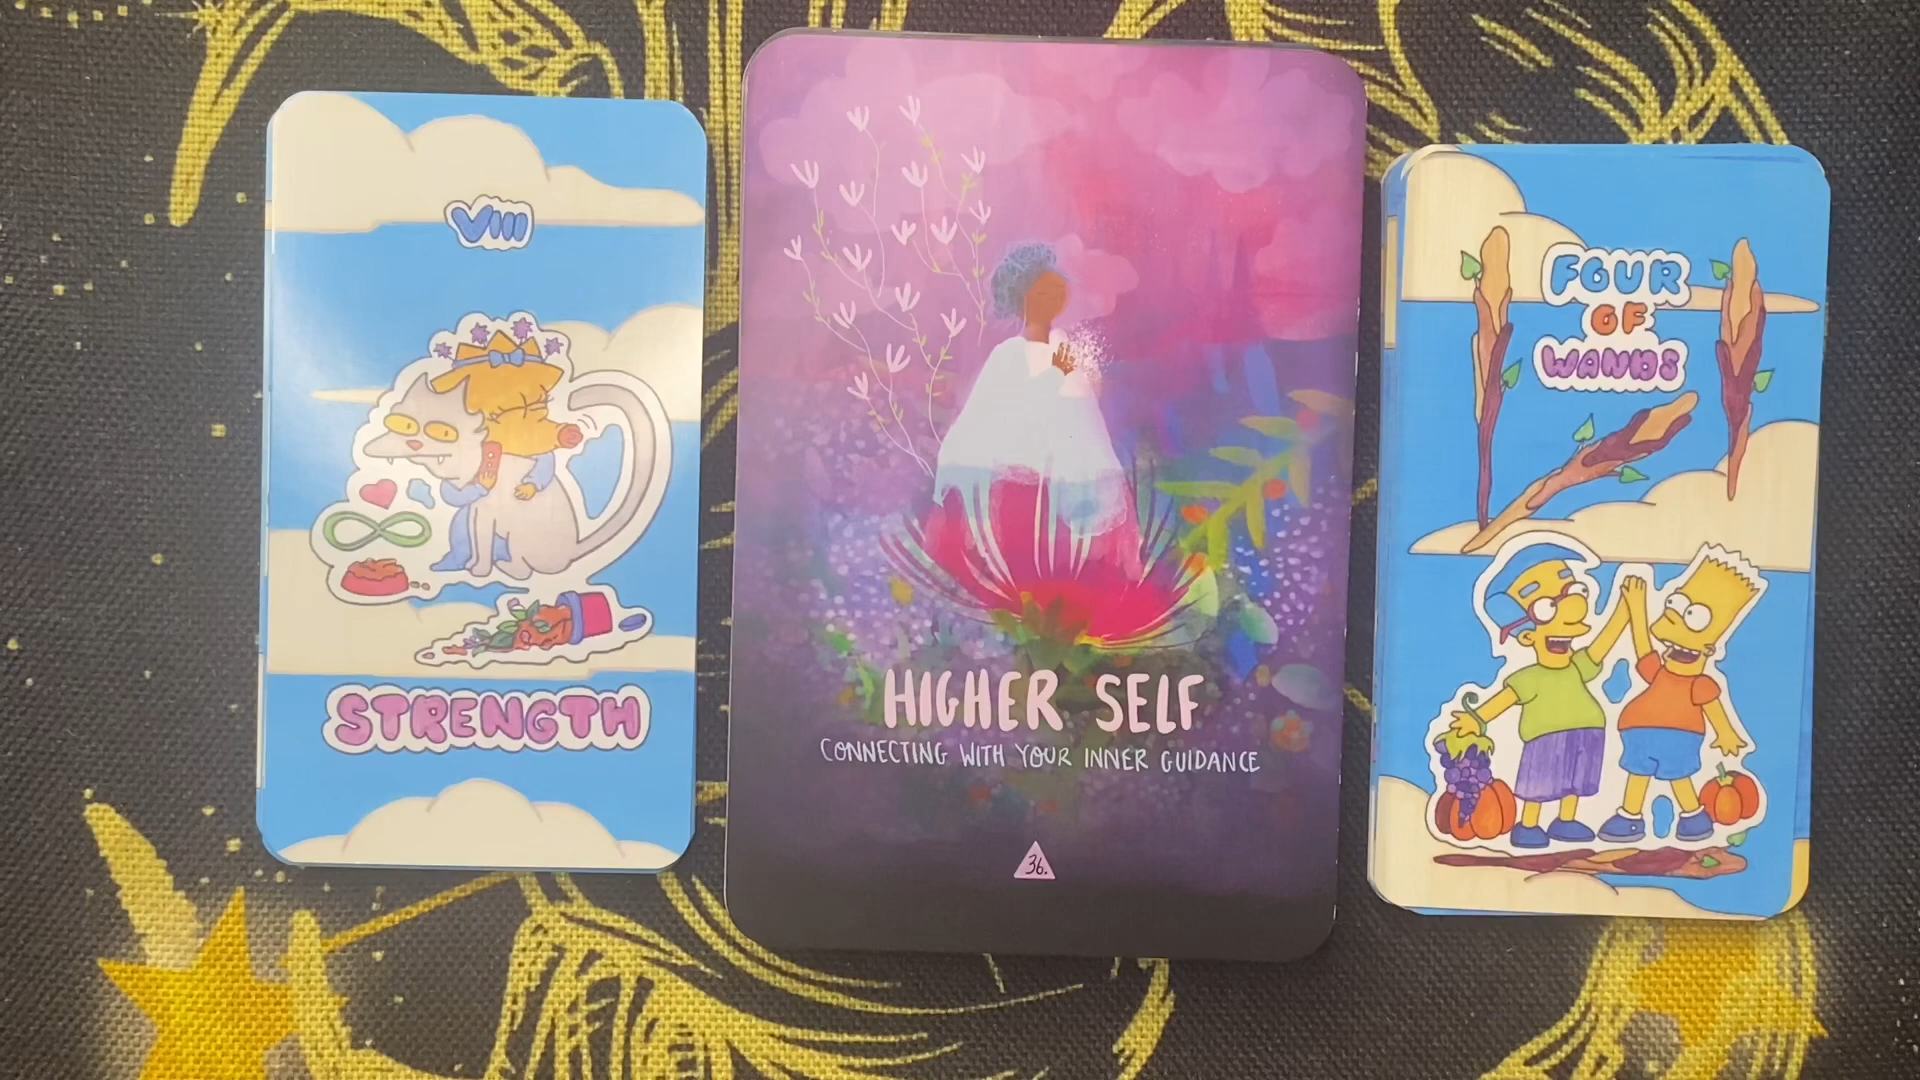 VIII
STRENGTH
HIGHER SELF
CONNECTING WITH YOUR INNER GUIDANCE
36.
FOUR
OF
WANDS